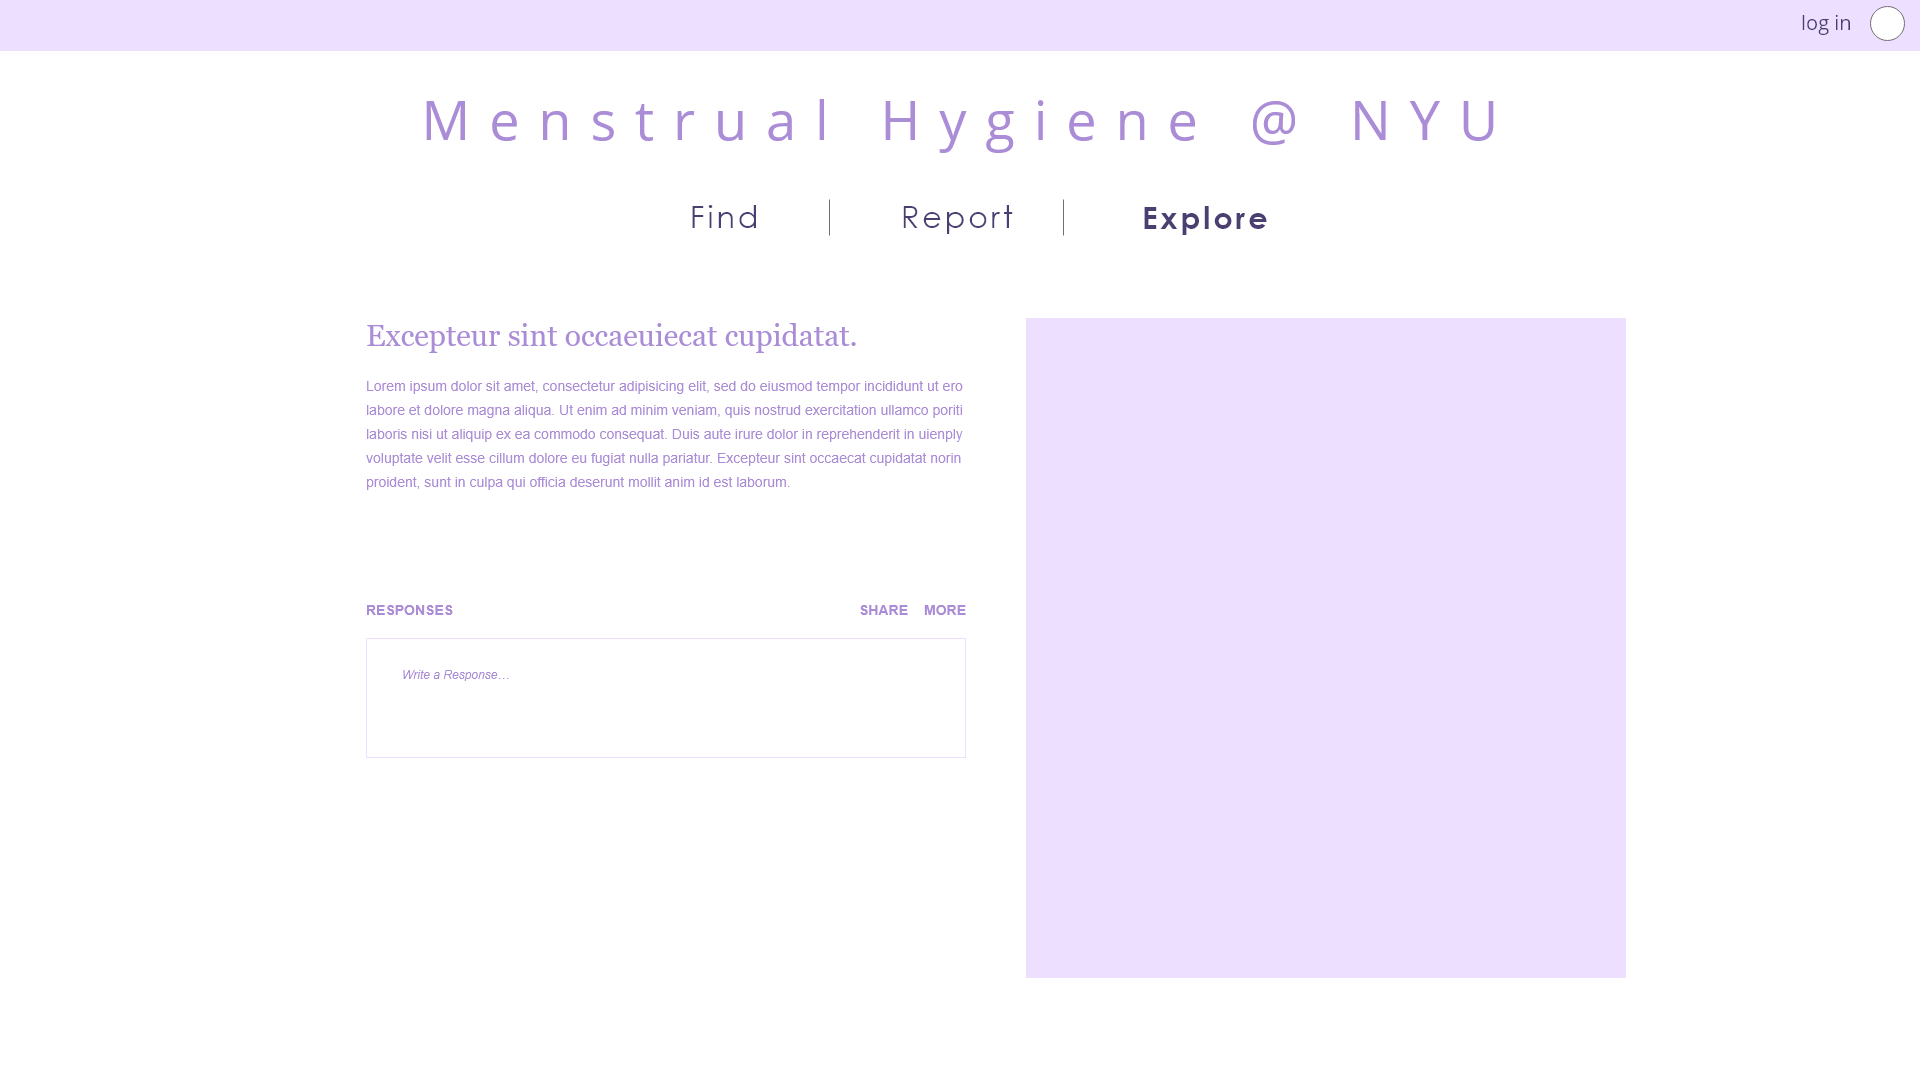 log in
Menstrual Hygiene @ NYU
Find
Report
Explore
Excepteur sint occaeuiecat cupidatat.
Lorem ipsum dolor sit amet, consectetur adipisicing elit, sed do eiusmod tempor incididunt ut ero
labore et dolore magna aliqua. Ut enim ad minim veniam, quis nostrud exercitation ullamco poriti
laboris nisi ut aliquip ex ea commodo consequat. Duis aute irure dolor in reprehenderit in uienply
voluptate velit esse cillum dolore eu fugiat nulla pariatur. Excepteur sint occaecat cupidatat norin
proident, sunt in culpa qui officia deserunt mollit anim id est laborum.
RESPONSES
SHARE
MORE
Write a Response…